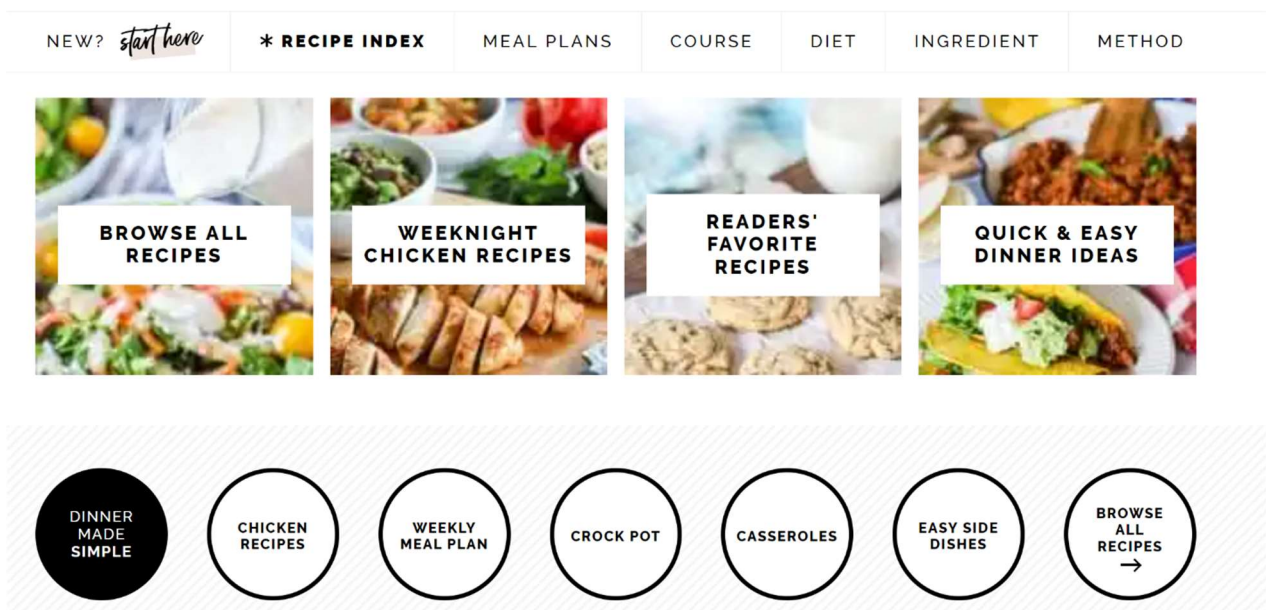 NEW? start here * RECIPE INDEX MEAL PLANS COURSE DIET INGREDIENT METHOD
BROWSE ALL
RECIPES
WEEKNIGHT
CHICKEN RECIPES
READERS'
FAVORITE
RECIPES
QUICK & EASY
DINNER IDEAS
DINNER
MADE
SIMPLE
CHICKEN
RECIPES
WEEKLY
MEAL PLAN
CROCK POT
CASSEROLES
EASY SIDE
DISHES
BROWSE
ALL
RECIPES
→